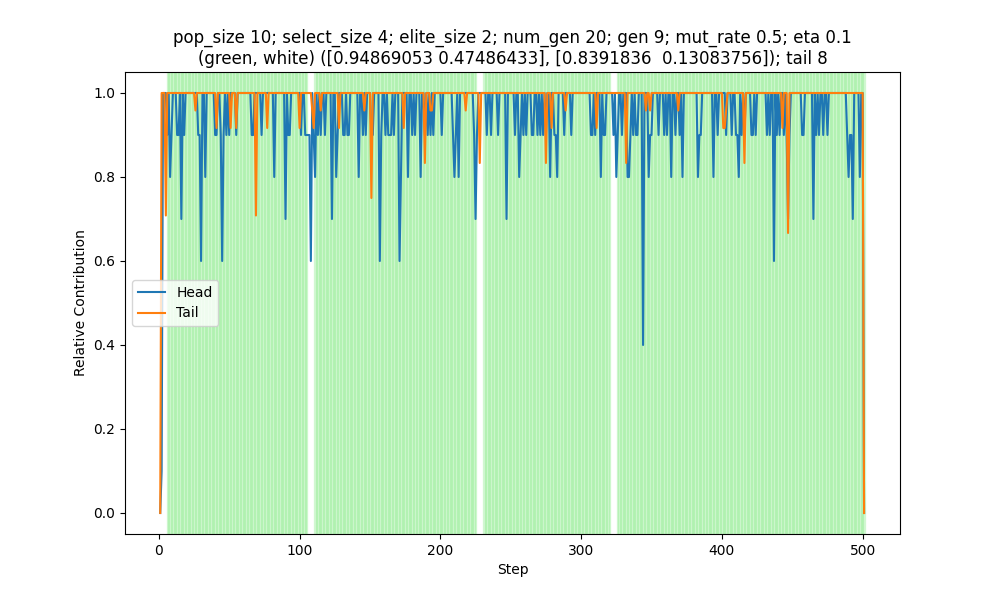 pop_size 10; select_size 4; elite_size 2; num_gen 20; gen 9; mut_rate 0.5; eta 0.1
(green, white) ([0.94869053 0.47486433], [0.8391836  0.13083756]); tail 8
1.0
0.8
0.6
0.4
0.2
0.0
Relative Contribution
Head
Tail
0 100 200 300 400 500
Step